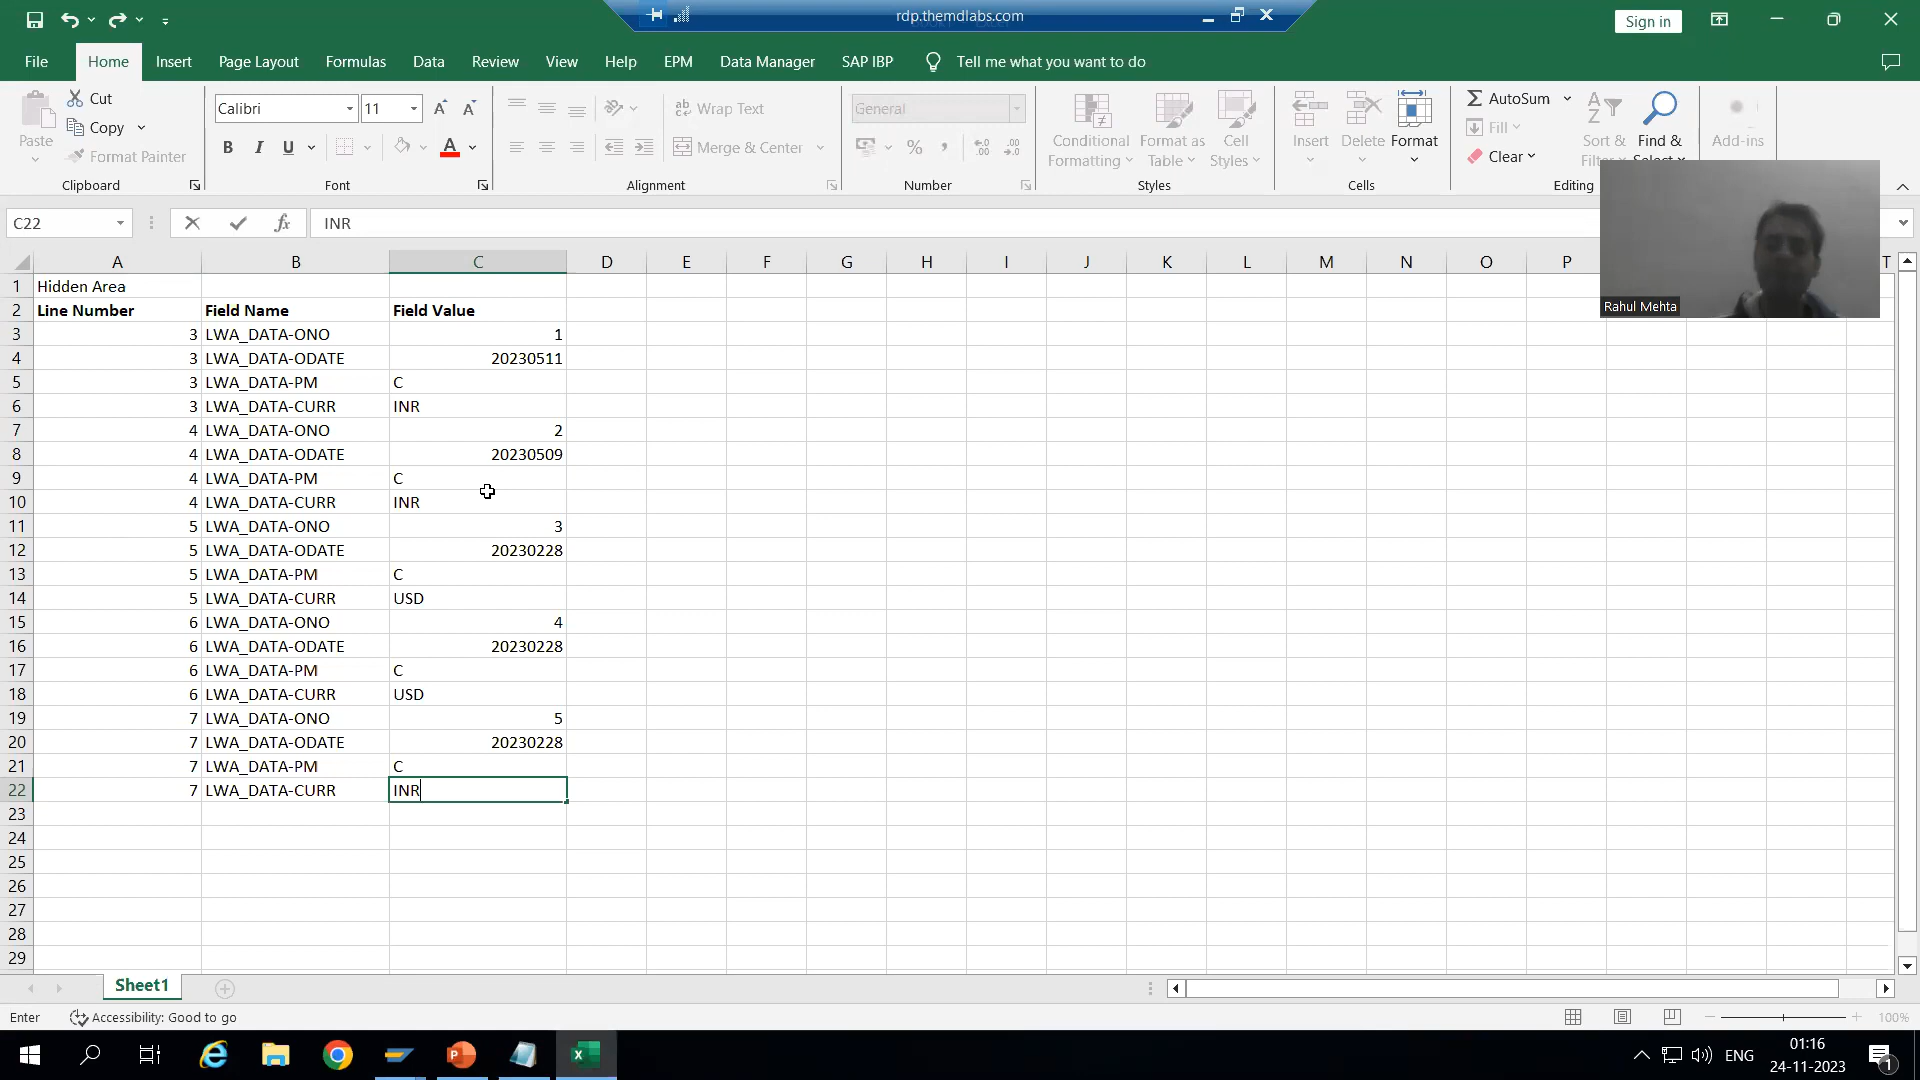 rdp.themdlabs.com
Sign in
File Home Insert Page Layout Formulas Data Review View Help EPM Data Manager SAP IBP Tell me what you want to do
Paste
Cut
Copy
Format Painter
Clipboard
Calibri 11
B I U A
Font
Wrap Text
Merge & Center
Alignment
General
% ,
Number
Conditional Formatting
Format as Table
Cell Styles
Styles
Insert Delete Format
Cells
AutoSum
Fill
Clear
Sort & Filter
Find & Select
Editing
Add-ins
C22 fx INR
Rahul Mehta
A B C D E F G H I J K L M N O P T
1 Hidden Area
2 Line Number Field Name Field Value
3 3 LWA_DATA-ONO 1
4 3 LWA_DATA-ODATE 20230511
5 3 LWA_DATA-PM C
6 3 LWA_DATA-CURR INR
7 4 LWA_DATA-ONO 2
8 4 LWA_DATA-ODATE 20230509
9 4 LWA_DATA-PM C
10 4 LWA_DATA-CURR INR
11 5 LWA_DATA-ONO 3
12 5 LWA_DATA-ODATE 20230228
13 5 LWA_DATA-PM C
14 5 LWA_DATA-CURR USD
15 6 LWA_DATA-ONO 4
16 6 LWA_DATA-ODATE 20230228
17 6 LWA_DATA-PM C
18 6 LWA_DATA-CURR USD
19 7 LWA_DATA-ONO 5
20 7 LWA_DATA-ODATE 20230228
21 7 LWA_DATA-PM C
22 7 LWA_DATA-CURR INR
23
24
25
26
27
28
29
Sheet1
Enter Accessibility: Good to go 100%
ENG
01:16
24-11-2023
1